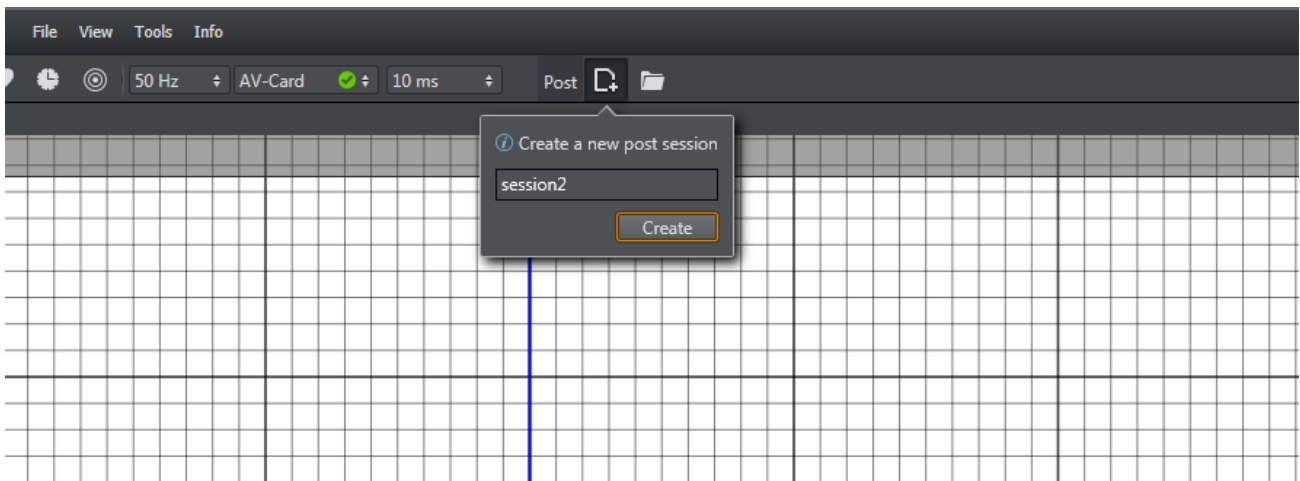 File View Tools Info
50 Hz AV-Card 10 ms Post
Create a new post session
session2
Create